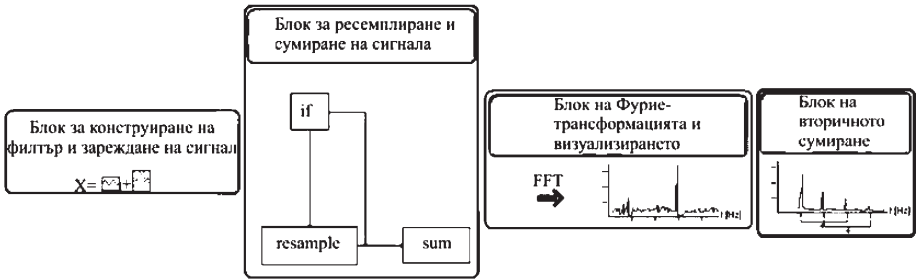 Блок за конструиране на
филтър и зареждане на сигнал
X= +
Блок за ресемплиране и
сумиране на сигнала
if
resample
sum
Блок на Фурие-
трансформацията и
визуализирането
FFT
f [Hz]
Блок на
вторичното
сумиране
f [Hz]